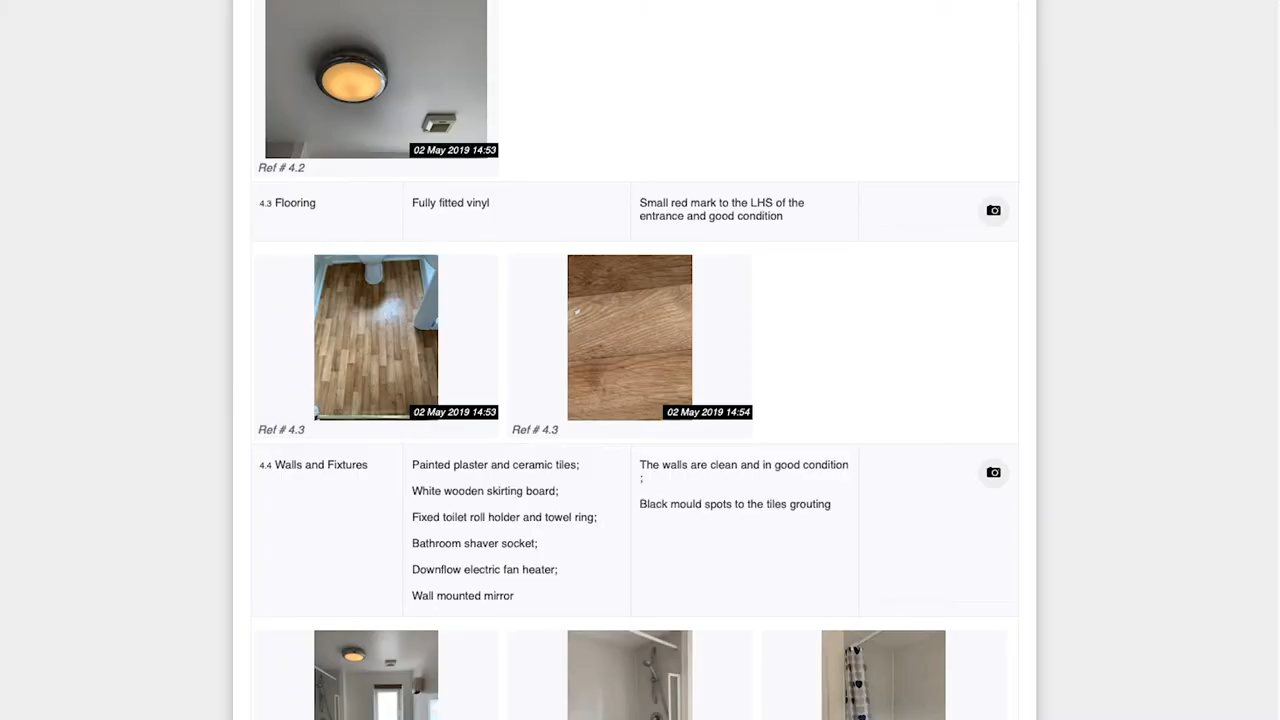 02 May 2019 14:53
Ref # 4.2
4.3 Flooring
Fully fitted vinyl
Small red mark to the LHS of the
entrance and good condition
02 May 2019 14:53
02 May 2019 14:54
Ref # 4.3
Ref # 4.3
4.4 Walls and Fixtures
Painted plaster and ceramic tiles;
White wooden skirting board;
Fixed toilet roll holder and towel ring;
Bathroom shaver socket;
Downflow electric fan heater;
Wall mounted mirror
The walls are clean and in good condition
;
Black mould spots to the tiles grouting